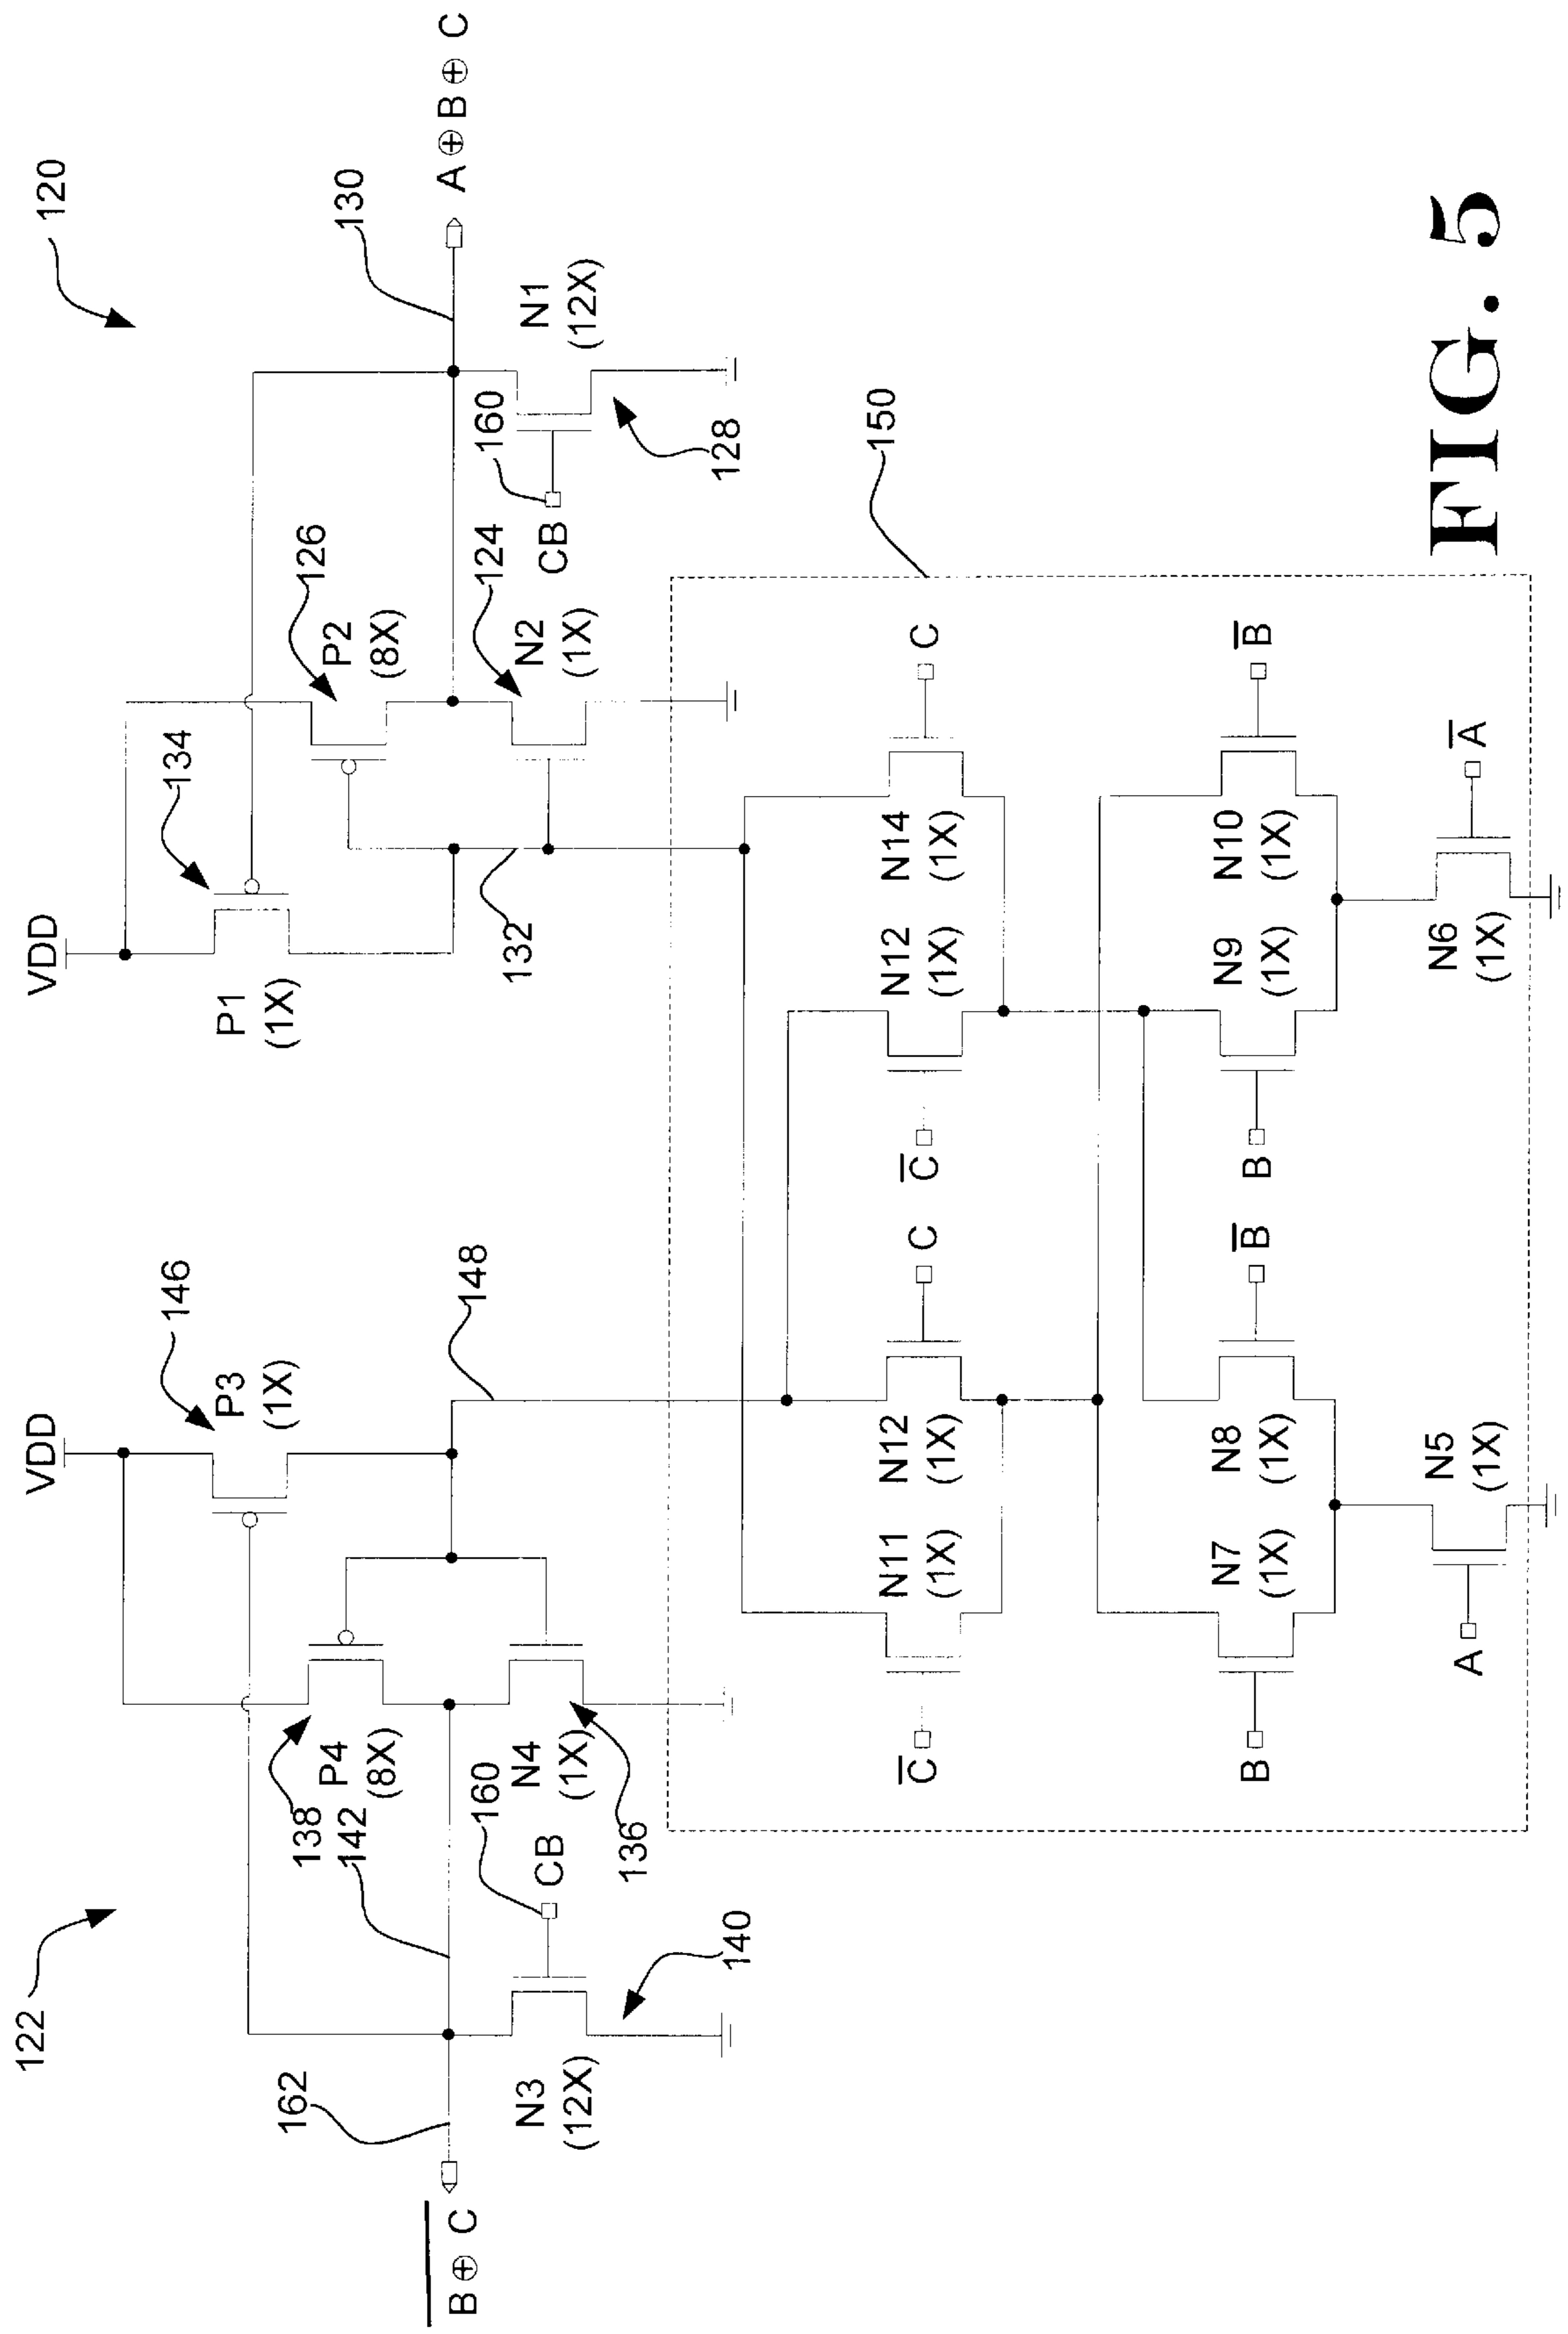 122
120
VDD
VDD
P3
(1X)
146
P1
(1X)
134
162
138
P4
(8X)
142
148
132
P2
(8X)
126
130
B ⊕ C
A ⊕ B ⊕ C
N3
(12X)
CB
160
N4
(1X)
136
140
N2
(1X)
124
CB
160
N1
(12X)
128
150
C̅
N11
(1X)
N12
(1X)
C
C̅
N12
(1X)
N14
(1X)
C
B
N7
(1X)
N8
(1X)
B̅
B
N9
(1X)
N10
(1X)
B̅
A
N5
(1X)
N6
(1X)
A̅
FIG. 5